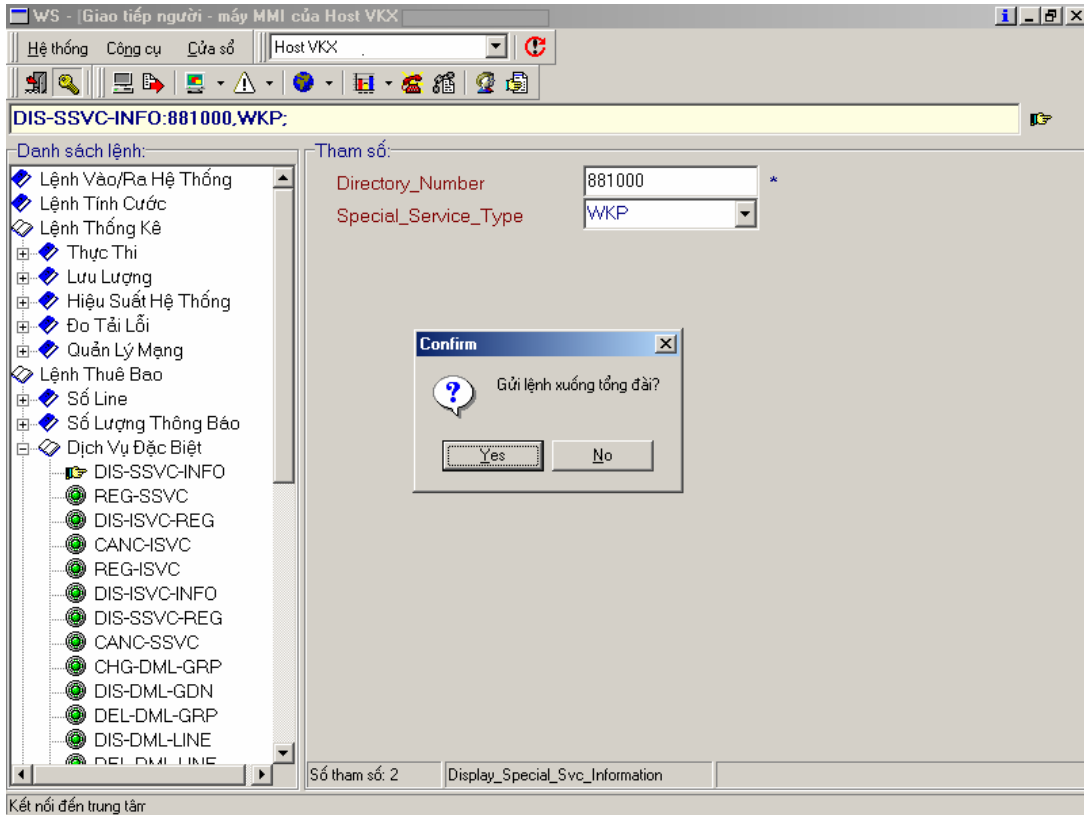 WS - [Giao tiếp người - máy MMI của Host VKX
Hệ thống Công cụ Cửa sổ Host VKX
DIS-SSVC-INFO:881000,WKP;
Danh sách lệnh:
Lệnh Vào/Ra Hệ Thống
Lệnh Tính Cước
Lệnh Thống Kê
Thực Thi
Lưu Lượng
Hiệu Suất Hệ Thống
Đo Tải Lỗi
Quản Lý Mạng
Lệnh Thuê Bao
Số Line
Số Lượng Thông Báo
Dịch Vụ Đặc Biệt
DIS-SSVC-INFO
REG-SSVC
DIS-ISVC-REG
CANC-ISVC
REG-ISVC
DIS-ISVC-INFO
DIS-SSVC-REG
CANC-SSVC
CHG-DML-GRP
DIS-DML-GDN
DEL-DML-GRP
DIS-DML-LINE
DEL-DML-LINE
Tham số:
Directory_Number 881000 *
Special_Service_Type WKP
Confirm
Gửi lệnh xuống tổng đài?
Yes No
Số tham số: 2 Display_Special_Svc_Information
Kết nối đến trung tâm